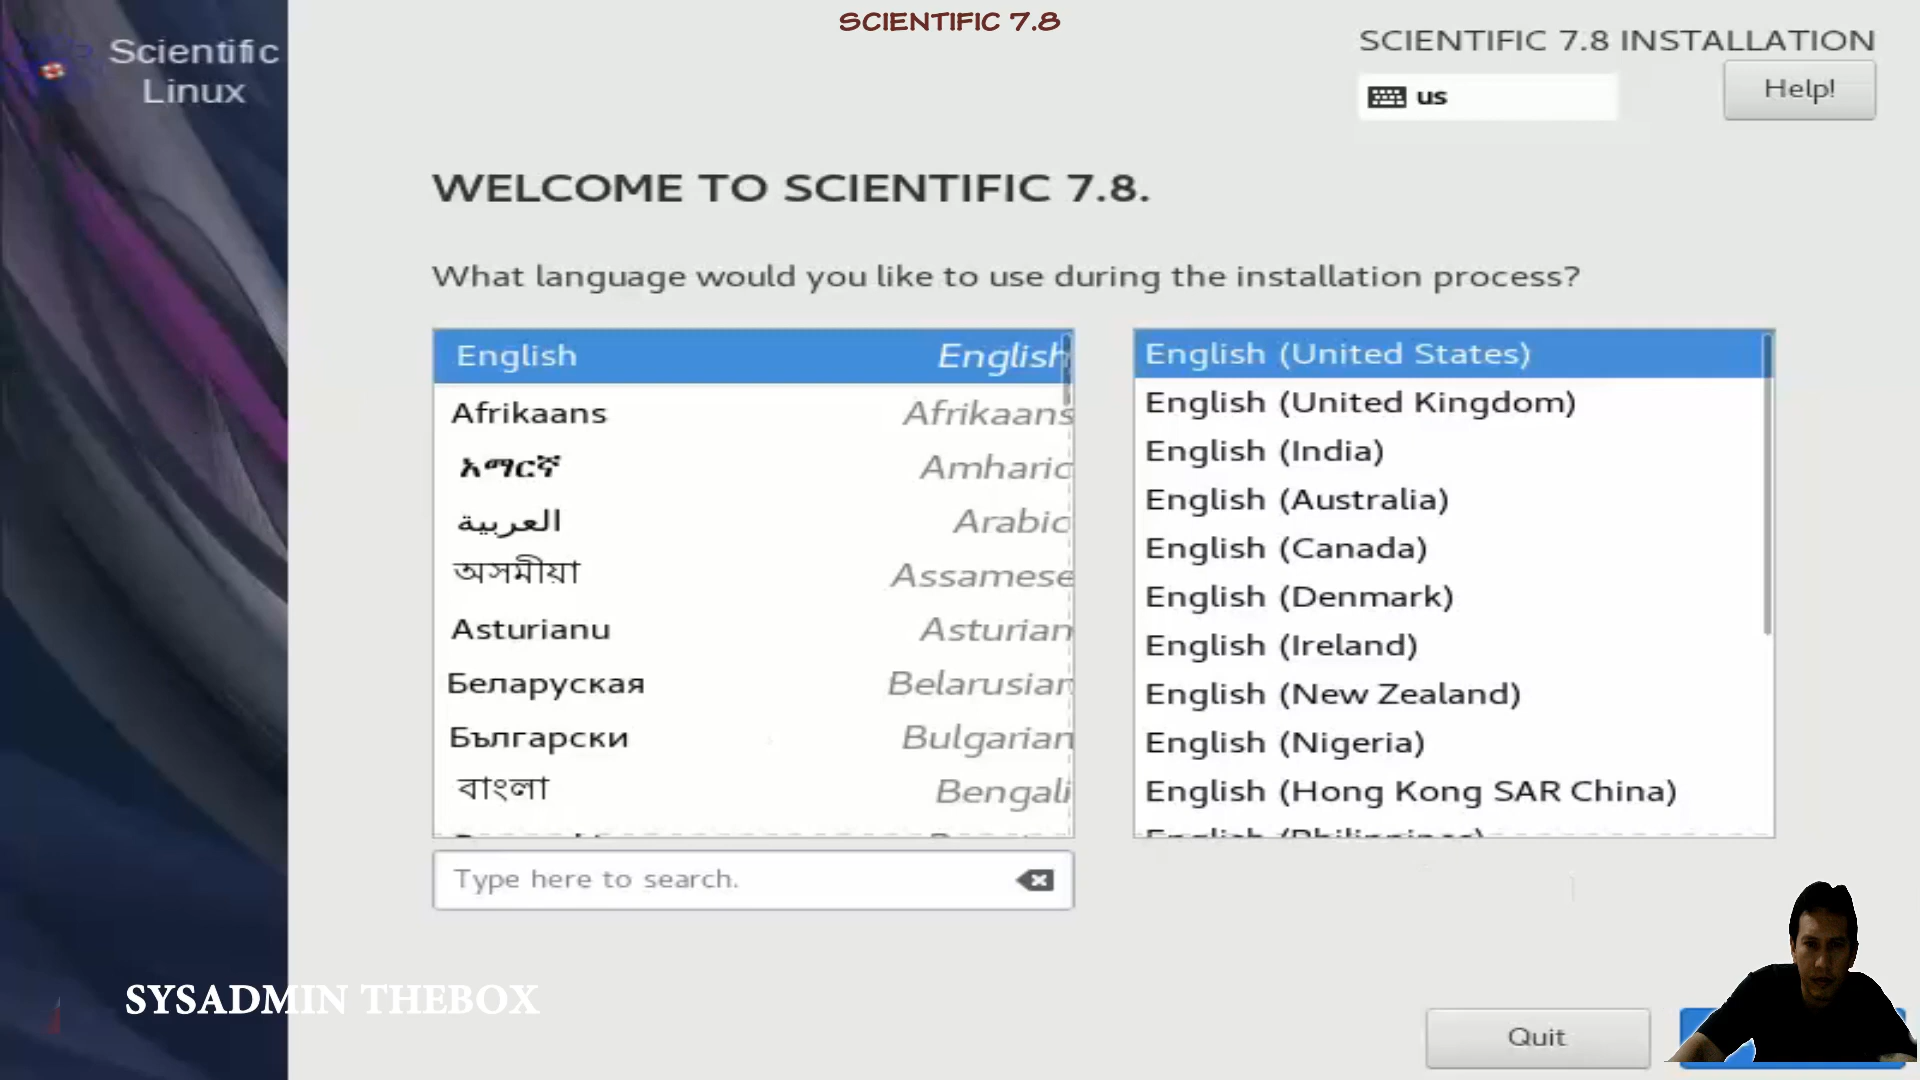 SCIENTIFIC 7.8
Scientific
Linux
SCIENTIFIC 7.8 INSTALLATION
us
Help!
WELCOME TO SCIENTIFIC 7.8.
What language would you like to use during the installation process?
English English
Afrikaans Afrikaans
አማርኛ Amharic
العربية Arabic
অসমীয়া Assamese
Asturianu Asturian
Беларуская Belarusian
Български Bulgarian
বাংলা Bengali
English (United States)
English (United Kingdom)
English (India)
English (Australia)
English (Canada)
English (Denmark)
English (Ireland)
English (New Zealand)
English (Nigeria)
English (Hong Kong SAR China)
English (Philippines)
Type here to search.
SYSADMIN THEBOX
Quit